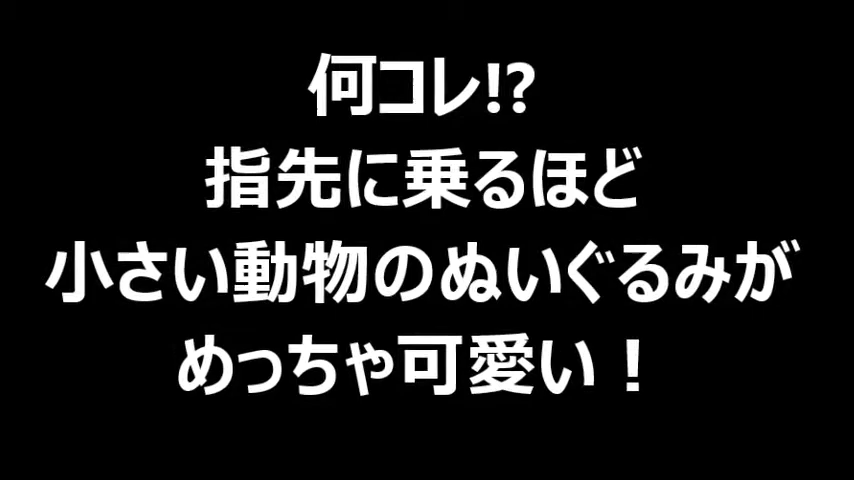 何コレ⁉
指先に乗るほど
小さい動物のぬいぐるみが
めっちゃ可愛い！